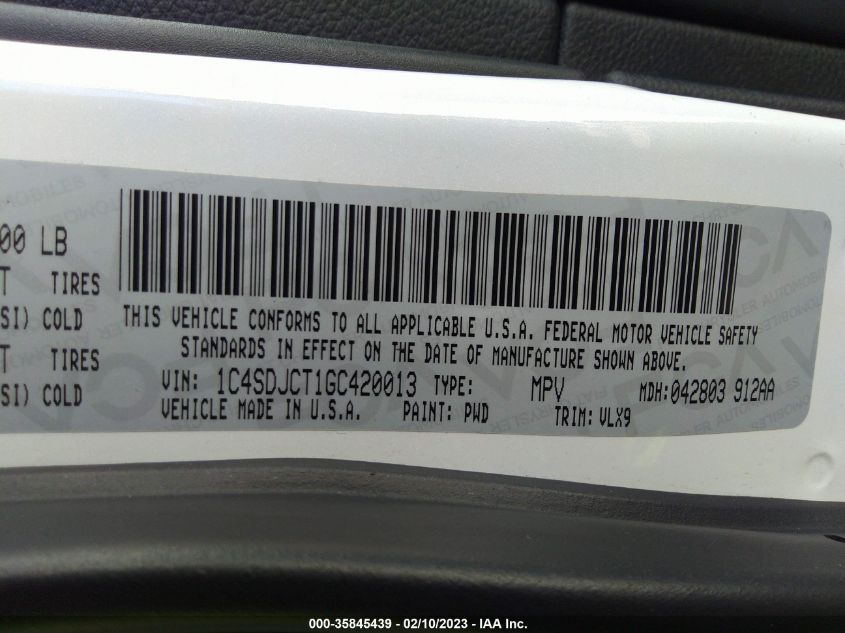 00 LB
T TIRES
SI) COLD
T TIRES
SI) COLD
THIS VEHICLE CONFORMS TO ALL APPLICABLE U.S.A. FEDERAL MOTOR VEHICLE SAFETY
STANDARDS IN EFFECT ON THE DATE OF MANUFACTURE SHOWN ABOVE.
VIN: 1C4SDJCT1GC420013 TYPE: MPV MDH: 042803 912AA
VEHICLE MADE IN U.S.A. PAINT: PWD TRIM: VLX9
000-35845439 - 02/10/2023 - IAA Inc.